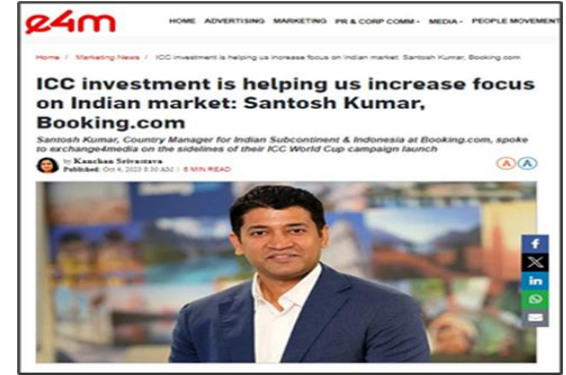 e4m
HOME ADVERTISING MARKETING PR & CORP COMM MEDIA PEOPLE MOVEMENT
Home / Marketing News / ICC investment is helping us increase focus on Indian market: Santosh Kumar, Booking.com
ICC investment is helping us increase focus
on Indian market: Santosh Kumar,
Booking.com
Santosh Kumar, Country Manager for Indian Subcontinent & Indonesia at Booking.com, spoke
to exchange4media on the sidelines of their ICC World Cup campaign launch
by Kanchan Srivastava
Published: Oct 4, 2023 8:30 AM | 8 MIN READ
A A
f
X
in